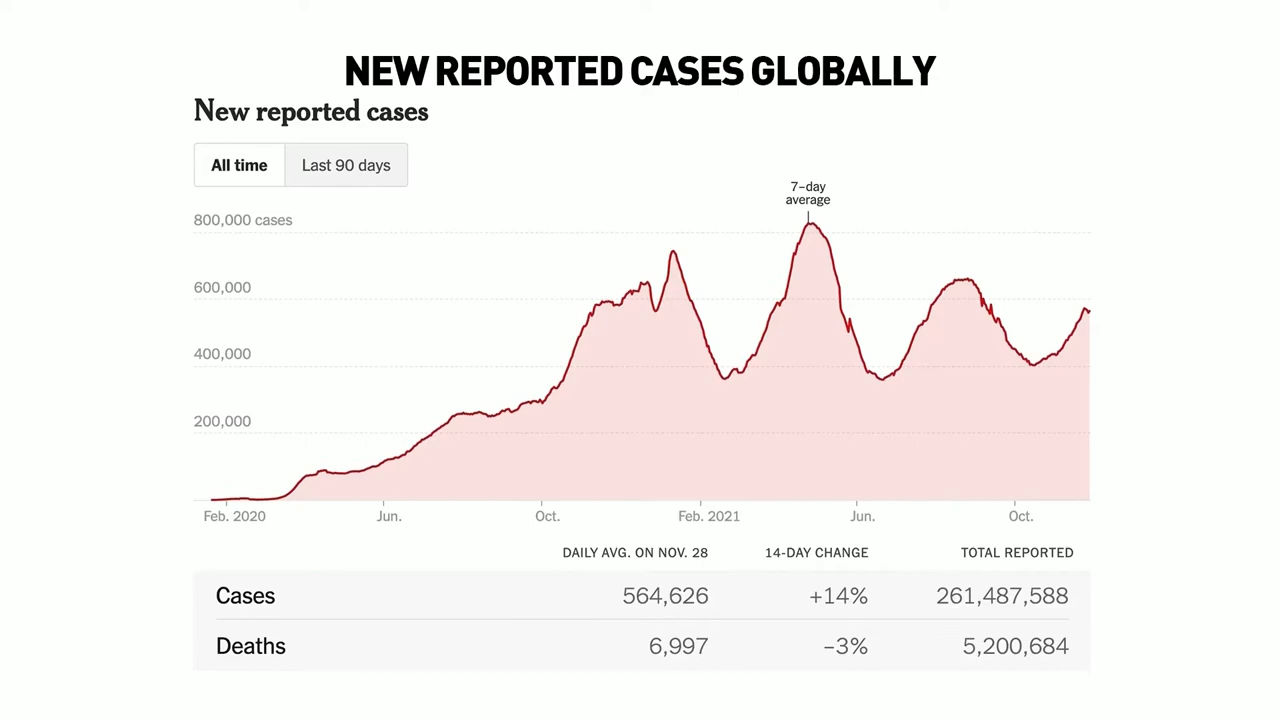 NEW REPORTED CASES GLOBALLY
New reported cases
All time Last 90 days
7–day
average
800,000 cases
600,000
400,000
200,000
Feb. 2020 Jun. Oct. Feb. 2021 Jun. Oct.
DAILY AVG. ON NOV. 28 14-DAY CHANGE TOTAL REPORTED
Cases 564,626 +14% 261,487,588
Deaths 6,997 –3% 5,200,684